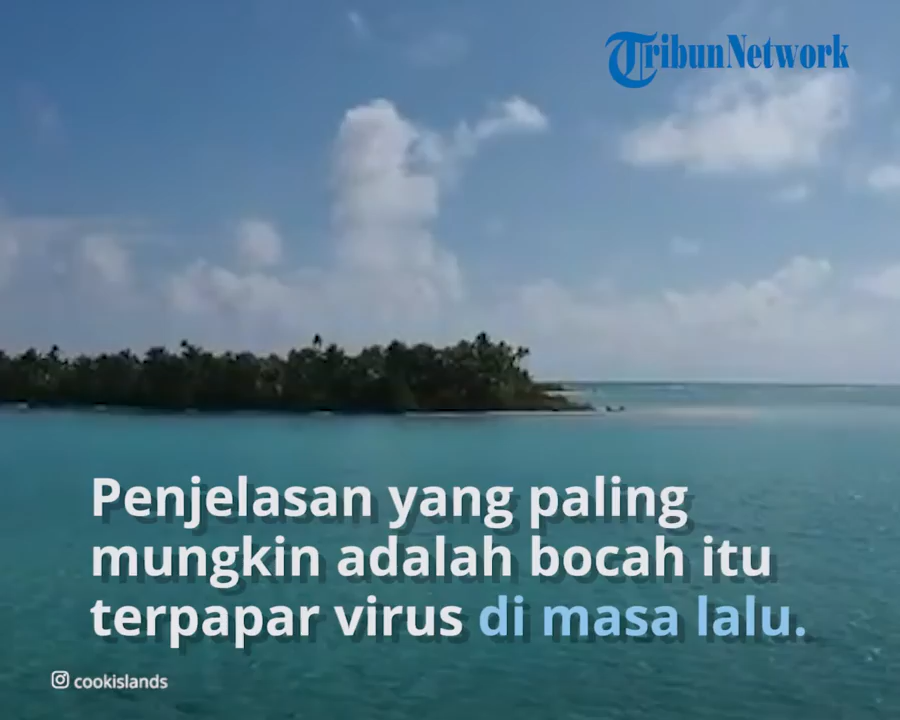 TribunNetwork
Penjelasan yang paling
mungkin adalah bocah itu
terpapar virus di masa lalu.
cookislands